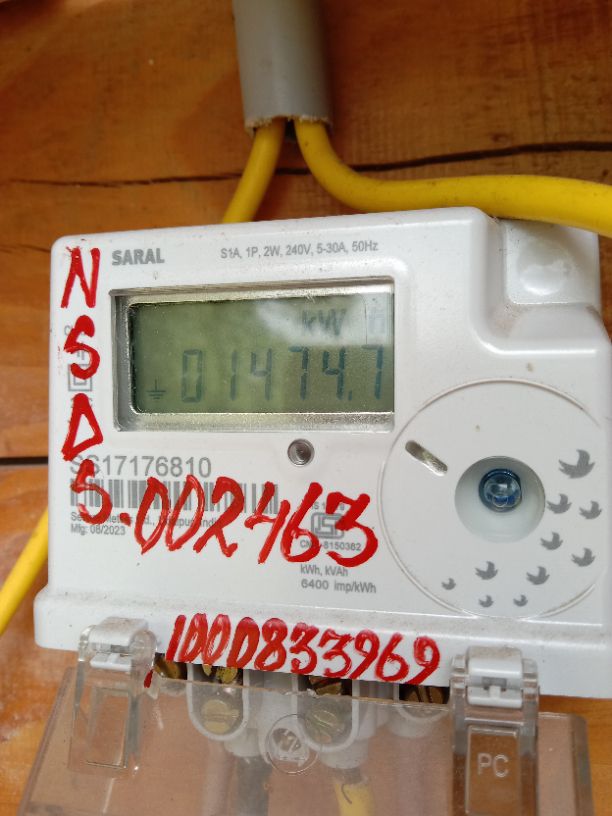 SARAL
S1A, 1P, 2W, 240V, 5-30A, 50Hz
NSDS.002463
kW h
01474.7
17176810
Mfg: 08/2023
kWh, kVAh
6400 imp/kWh
1000833969
PC